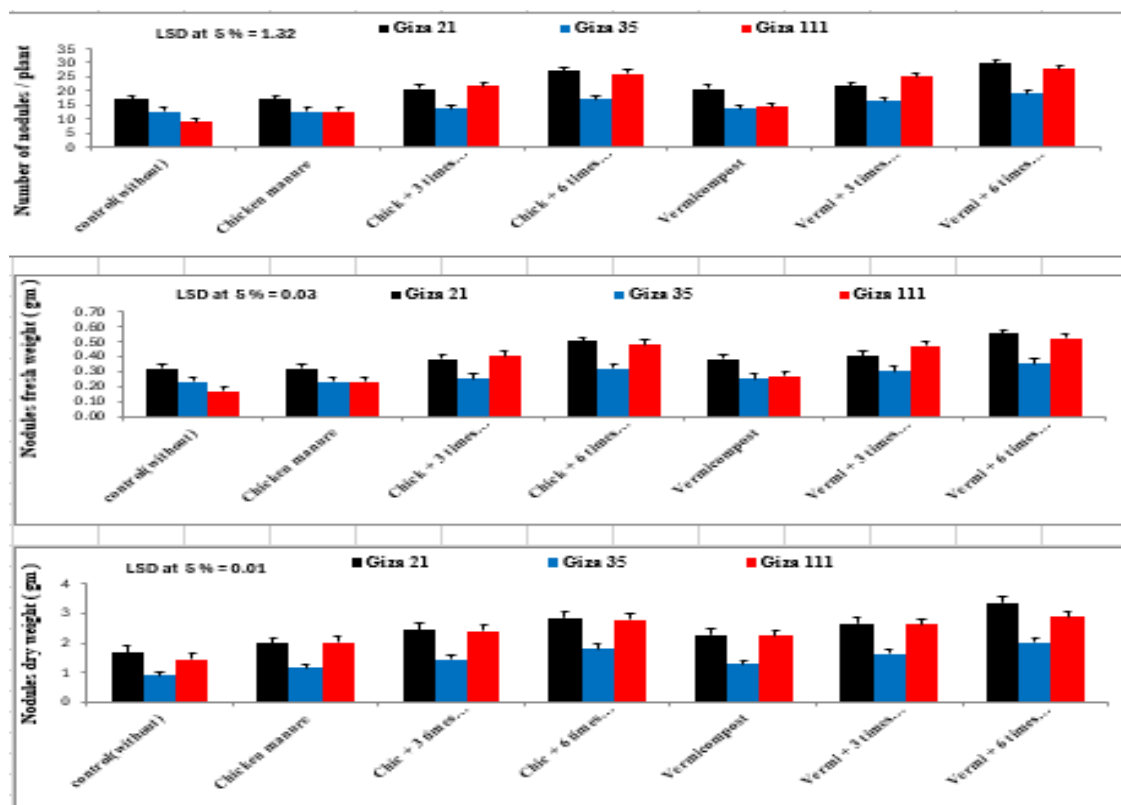 LSD at 5 % = 1.32
Giza 21 Giza 35 Giza 111
Number of nodules / plant
35
30
25
20
15
10
5
0
control(without) Chicken manure Chick + 3 times... Chick + 6 times... Vermicompost Vermi + 3 times... Vermi + 6 times...
LSD at 5 % = 0.03
Giza 21 Giza 35 Giza 111
Nodules fresh weight ( gm )
0.70
0.60
0.50
0.40
0.30
0.20
0.10
0.00
control(without) Chicken manure Chick + 3 times... Chick + 6 times... Vermicompost Vermi + 3 times... Vermi + 6 times...
LSD at 5 % = 0.01
Giza 21 Giza 35 Giza 111
Nodules dry weight ( gm )
4
3
2
1
0
control(without) Chicken manure Chic + 3 times... Chic + 6 times... Vermicompost Vermi + 3 times... Vermi + 6 times...